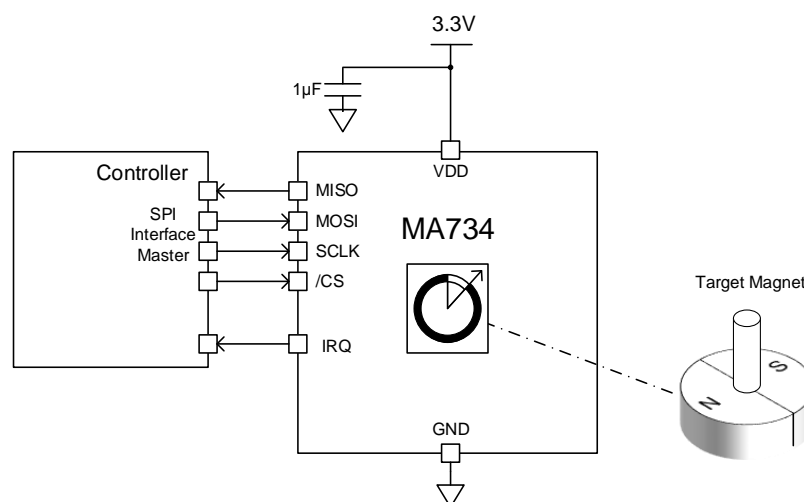 3.3V
1µF
VDD
Controller
SPI
Interface
Master
MISO
MOSI
SCLK
/CS
IRQ
MA734
GND
Target Magnet
S
N